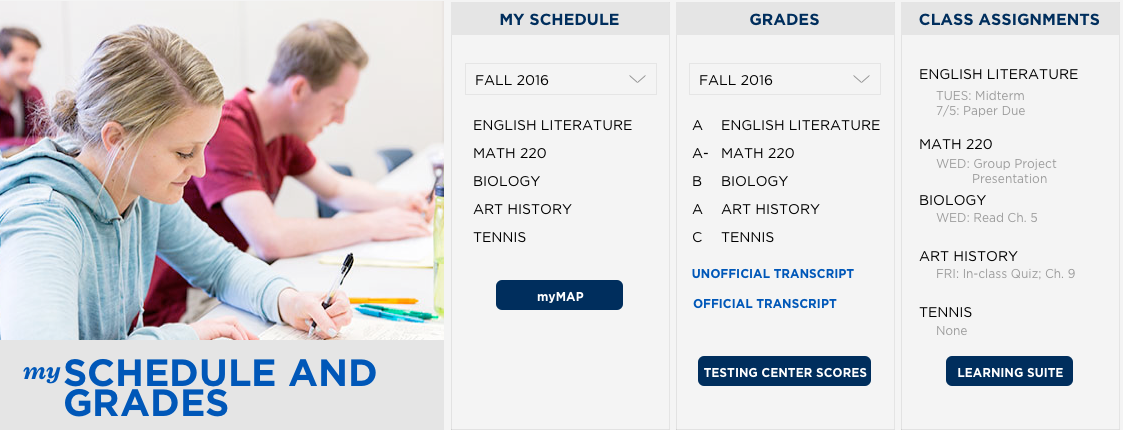 my SCHEDULE AND
GRADES
MY SCHEDULE
FALL 2016
ENGLISH LITERATURE
MATH 220
BIOLOGY
ART HISTORY
TENNIS
myMAP
GRADES
FALL 2016
A ENGLISH LITERATURE
A- MATH 220
B BIOLOGY
A ART HISTORY
C TENNIS
UNOFFICIAL TRANSCRIPT
OFFICIAL TRANSCRIPT
TESTING CENTER SCORES
CLASS ASSIGNMENTS
ENGLISH LITERATURE
TUES: Midterm
7/5: Paper Due
MATH 220
WED: Group Project
Presentation
BIOLOGY
WED: Read Ch. 5
ART HISTORY
FRI: In-class Quiz; Ch. 9
TENNIS
None
LEARNING SUITE